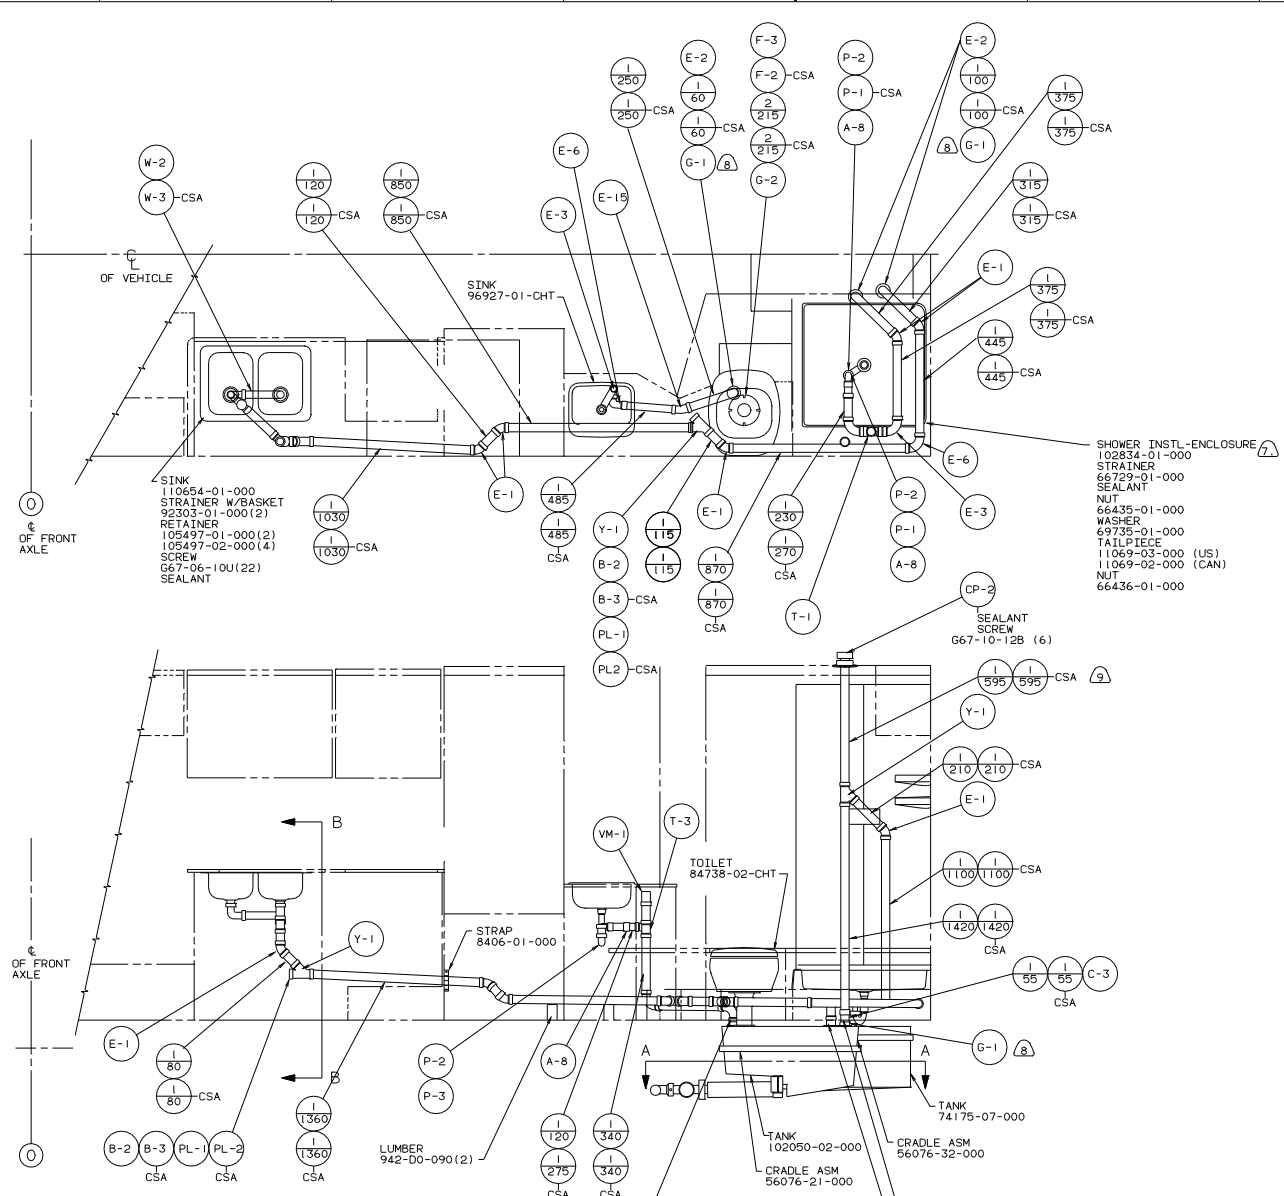 F-3
E-2
P-2
E-2
1
250
F-2
CSA
1
60
1
100
1
375
P-1
CSA
2
215
1
250
CSA
1
60
CSA
A-8
1
100
CSA
1
375
CSA
2
215
CSA
8
G-1
E-6
G-1
8
G-2
W-2
1
120
1
850
1
315
W-3
CSA
E-15
1
120
CSA
1
850
CSA
E-3
1
315
CSA
CL
OF VEHICLE
E-1
SINK
96927-01-CHT
1
375
1
375
CSA
1
445
1
445
CSA
SHOWER INSTL-ENCLOSURE
7.
102834-01-000
STRAINER
66729-01-000
SEALANT
NUT
66435-01-000
WASHER
69735-01-000
TAILPIECE
11069-03-000 (US)
11069-02-000 (CAN)
NUT
66436-01-000
E-6
SINK
110654-01-000
STRAINER W/BASKET
92303-01-000(2)
RETAINER
105497-01-000(2)
105497-02-000(4)
SCREW
G67-06-10U(22)
SEALANT
O
CL
OF FRONT
AXLE
1
1030
1
1030
CSA
E-1
1
485
1
485
CSA
Y-1
B-2
B-3
CSA
PL-1
PL2
CSA
1
115
1
115
E-1
1
870
1
870
CSA
1
230
1
270
CSA
T-1
P-2
P-1
A-8
E-3
CP-2
SEALANT
SCREW
G67-10-12B (6)
1
595
1
595
CSA
9
Y-1
1
210
1
210
CSA
E-1
B
VM-1
T-3
TOILET
84738-02-CHT
1
1100
1
1100
CSA
1
1420
1
1420
CSA
Y-1
STRAP
8406-01-000
CL
OF FRONT
AXLE
1
55
1
55
C-3
CSA
E-1
1
80
1
80
CSA
B
P-2
P-3
A-8
G-1
8
A
A
1
1360
1
1360
CSA
TANK
74175-07-000
1
120
1
275
CSA
1
340
1
340
CSA
TANK
102050-02-000
CRADLE ASM
56076-32-000
O
B-2
B-3
PL-1
PL-2
CSA
CSA
LUMBER
942-D0-090(2)
CRADLE ASM
56076-21-000